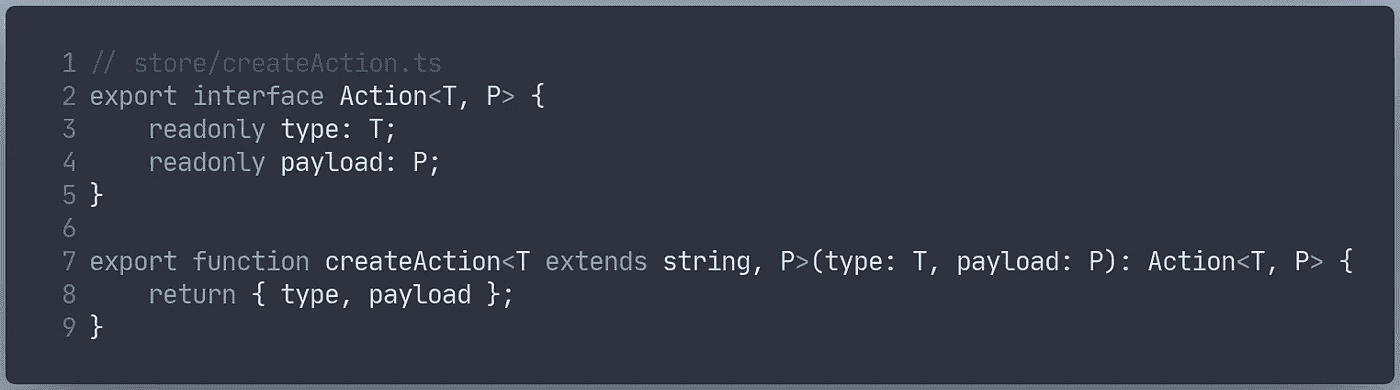 1 // store/createAction.ts
2 export interface Action<T, P> {
3     readonly type: T;
4     readonly payload: P;
5 }
6
7 export function createAction<T extends string, P>(type: T, payload: P): Action<T, P> {
8     return { type, payload };
9 }